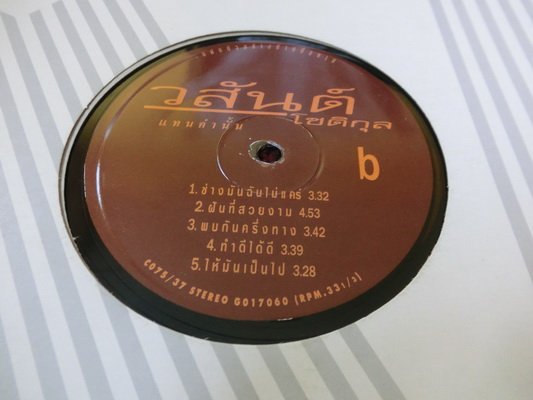 วสันต์
โชติกุล
แทนคำนั้น
b
1. ช่างมันฉันไม่แคร์ 3.32
2. ฝันที่สวยงาม 4.53
3. พบกันครึ่งทาง 3.42
4. ทำดีได้ดี 3.39
5. ให้มันเป็นไป 3.28
C075/37 STEREO G017060 (RPM.33 1/3)